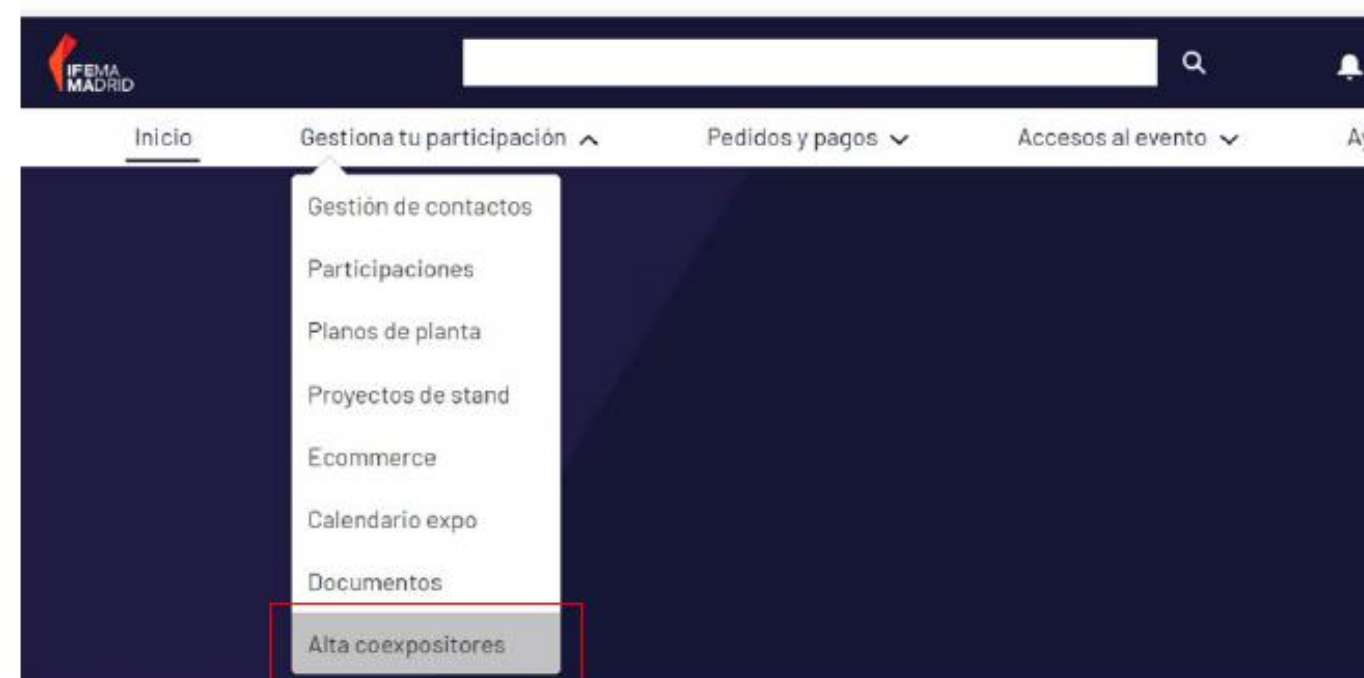 IFEMA
MADRID
Inicio
Gestiona tu participación
Pedidos y pagos
Accesos al evento
Gestión de contactos
Participaciones
Planos de planta
Proyectos de stand
Ecommerce
Calendario expo
Documentos
Alta coexpositores